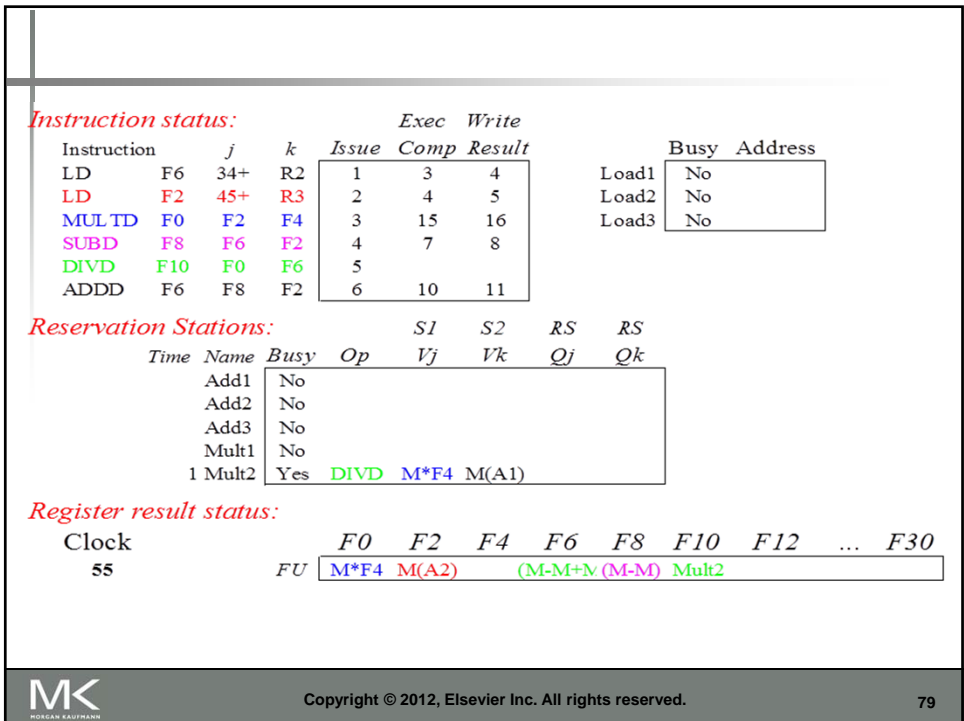 Instruction status: Exec Write
Instruction j k Issue Comp Result Busy Address
LD F6 34+ R2 1 3 4 Load1 No
LD F2 45+ R3 2 4 5 Load2 No
MULTD F0 F2 F4 3 15 16 Load3 No
SUBD F8 F6 F2 4 7 8
DIVD F10 F0 F6 5
ADDD F6 F8 F2 6 10 11
Reservation Stations: S1 S2 RS RS
Time Name Busy Op Vj Vk Qj Qk
Add1 No
Add2 No
Add3 No
Mult1 No
1 Mult2 Yes DIVD M*F4 M(A1)
Register result status:
Clock F0 F2 F4 F6 F8 F10 F12 ... F30
55 FU M*F4 M(A2) (M-M+M (M-M) Mult2
MK
MORGAN KAUFMANN
Copyright © 2012, Elsevier Inc. All rights reserved.
79